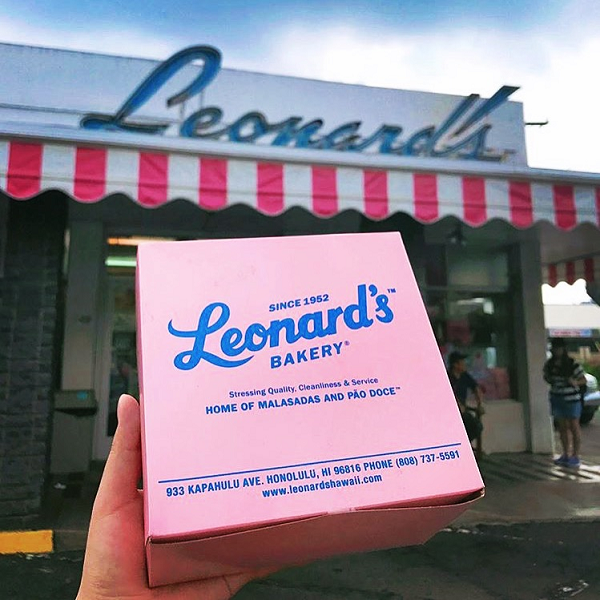 Leonard's
SINCE 1952
Leonard's™
BAKERY®
Stressing Quality, Cleanliness & Service
HOME OF MALASADAS AND PÃO DOCE™
933 KAPAHULU AVE. HONOLULU, HI 96816 PHONE (808) 737-5591
www.leonardshawaii.com